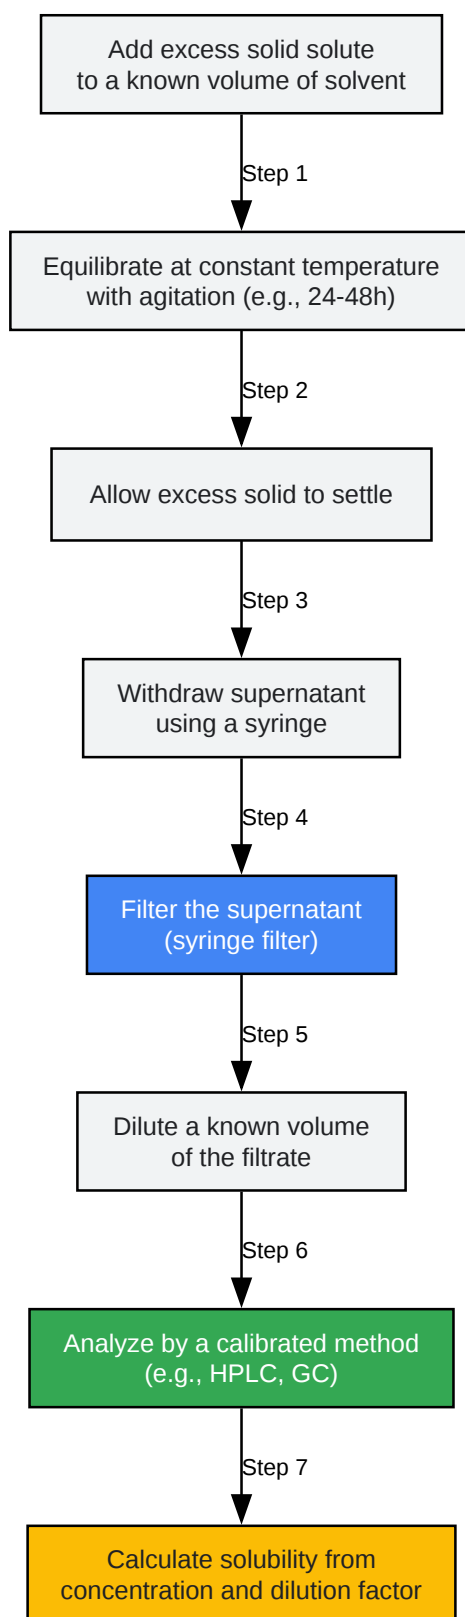 Add excess solid solute
to a known volume of solvent
Step 1
Equilibrate at constant temperature
with agitation (e.g., 24-48h)
Step 2
Allow excess solid to settle
Step 3
Withdraw supernatant
using a syringe
Step 4
Filter the supernatant
(syringe filter)
Step 5
Dilute a known volume
of the filtrate
Step 6
Analyze by a calibrated method
(e.g., HPLC, GC)
Step 7
Calculate solubility from
concentration and dilution factor